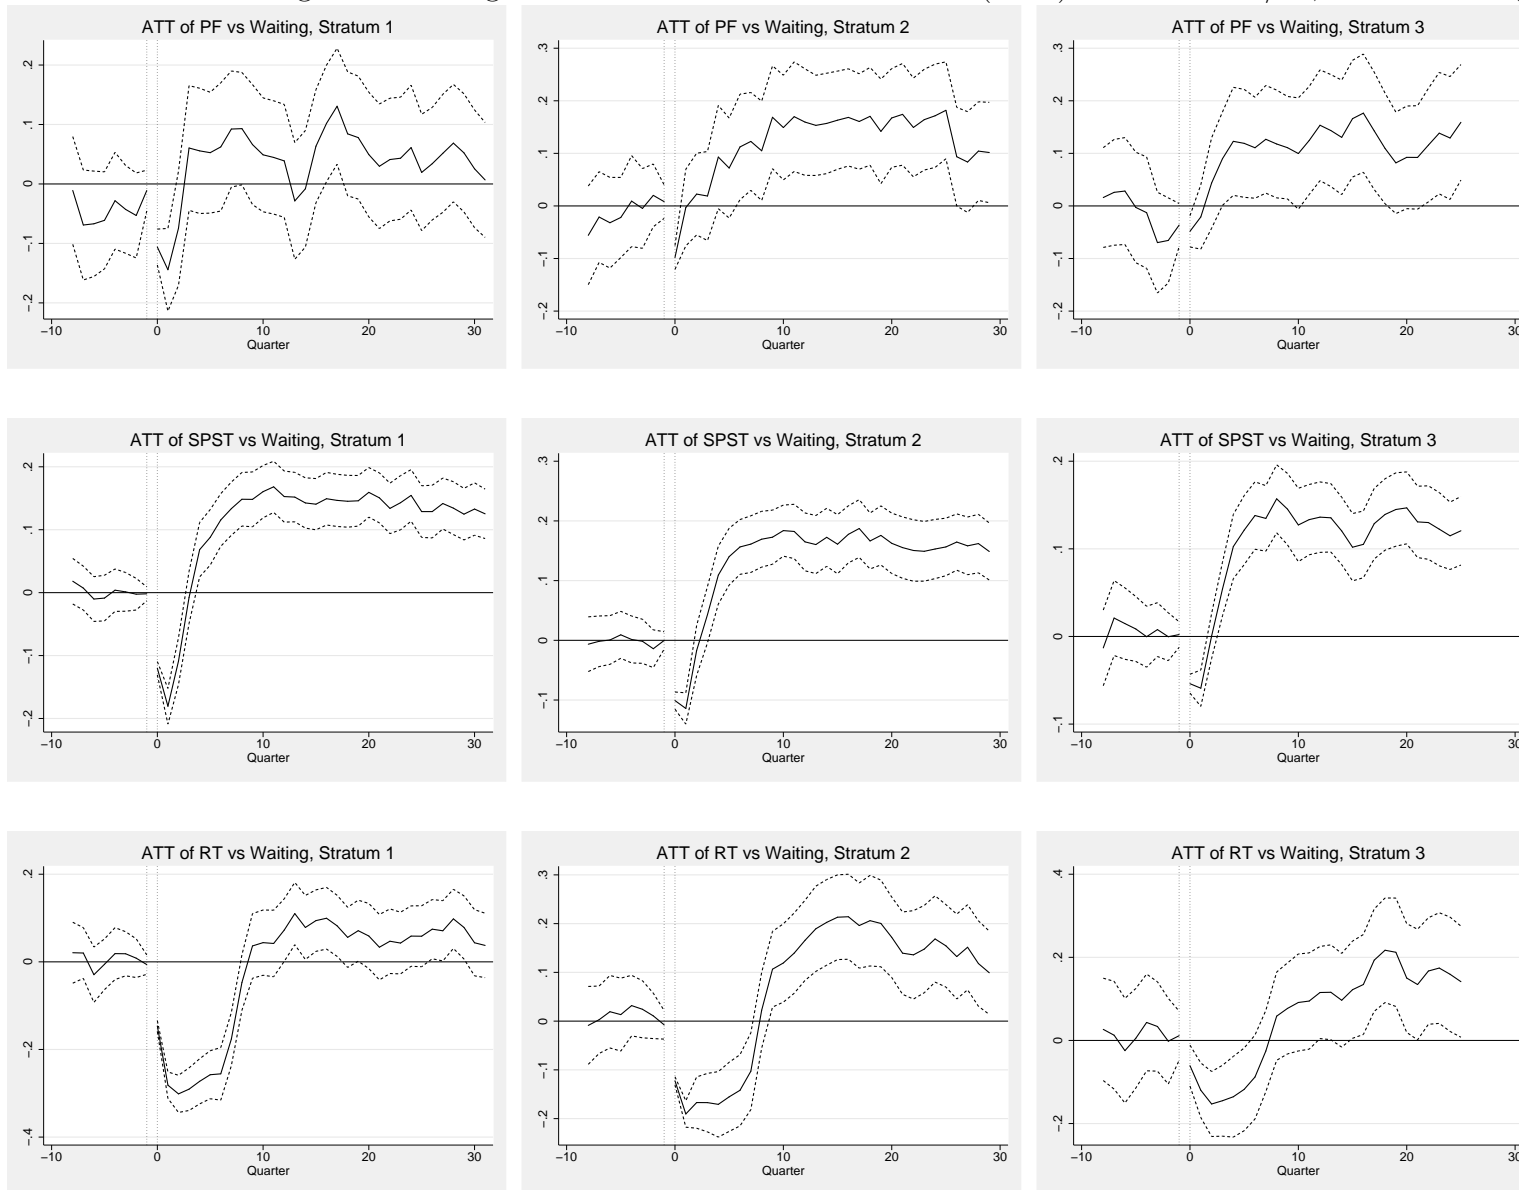 ATT of PF vs Waiting, Stratum 1
.2
.1
0
−.1
−.2
−10 0 10 20 30
Quarter
ATT of PF vs Waiting, Stratum 2
.3
.2
.1
0
−.1
−.2
−10 0 10 20 30
Quarter
ATT of PF vs Waiting, Stratum 3
.3
.2
.1
0
−.1
−.2
−10 0 10 20 30
Quarter
ATT of SPST vs Waiting, Stratum 1
.2
.1
0
−.1
−.2
−10 0 10 20 30
Quarter
ATT of SPST vs Waiting, Stratum 2
.3
.2
.1
0
−.1
−10 0 10 20 30
Quarter
ATT of SPST vs Waiting, Stratum 3
.2
.1
0
−.1
−10 0 10 20 30
Quarter
ATT of RT vs Waiting, Stratum 1
.2
0
−.2
−.4
−10 0 10 20 30
Quarter
ATT of RT vs Waiting, Stratum 2
.3
.2
.1
0
−.1
−.2
−10 0 10 20 30
Quarter
ATT of RT vs Waiting, Stratum 3
.4
.2
0
−.2
−10 0 10 20 30
Quarter